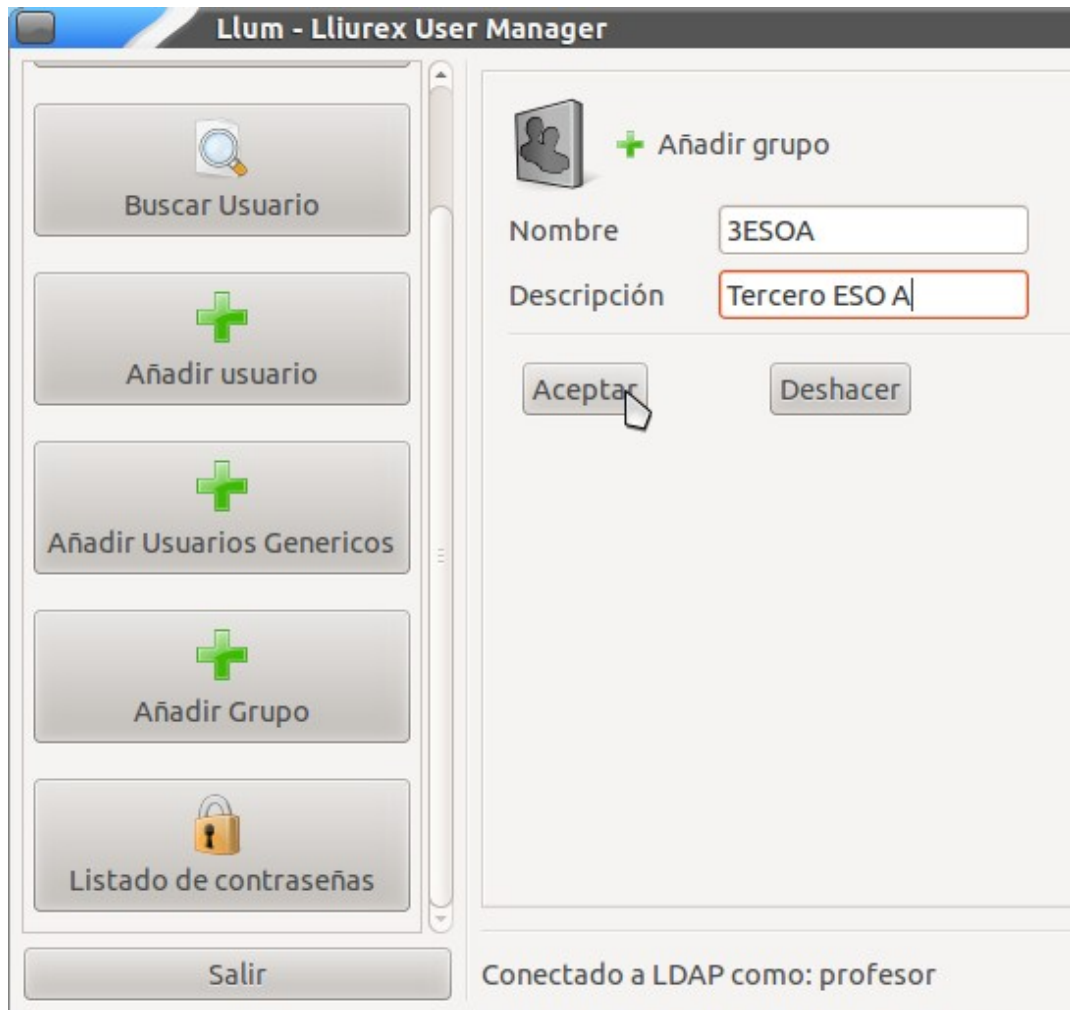 Llum - Lliurex User Manager
Buscar Usuario
Añadir usuario
Añadir Usuarios Genericos
Añadir Grupo
Listado de contraseñas
Salir
Añadir grupo
Nombre 3ESOA
Descripción Tercero ESO A
Aceptar Deshacer
Conectado a LDAP como: profesor